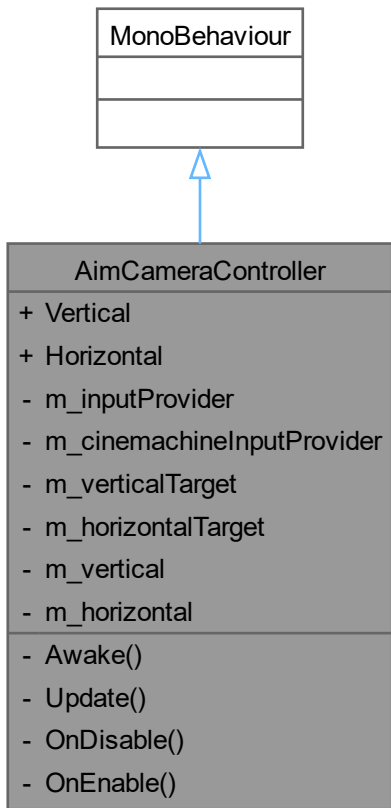 MonoBehaviour
AimCameraController
+ Vertical
+ Horizontal
- m_inputProvider
- m_cinemachineInputProvider
- m_verticalTarget
- m_horizontalTarget
- m_vertical
- m_horizontal
- Awake()
- Update()
- OnDisable()
- OnEnable()